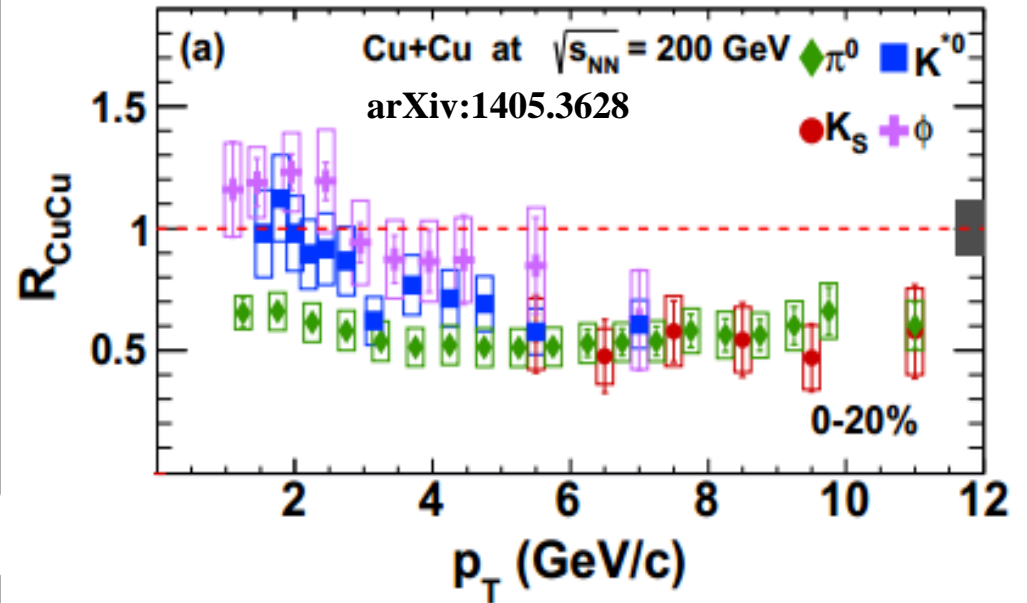 (a) Cu+Cu at √sNN = 200 GeV π0 K*0
arXiv:1405.3628
KS ϕ
1.5
1
0.5
RCuCu
0-20%
2 4 6 8 10 12
pT (GeV/c)